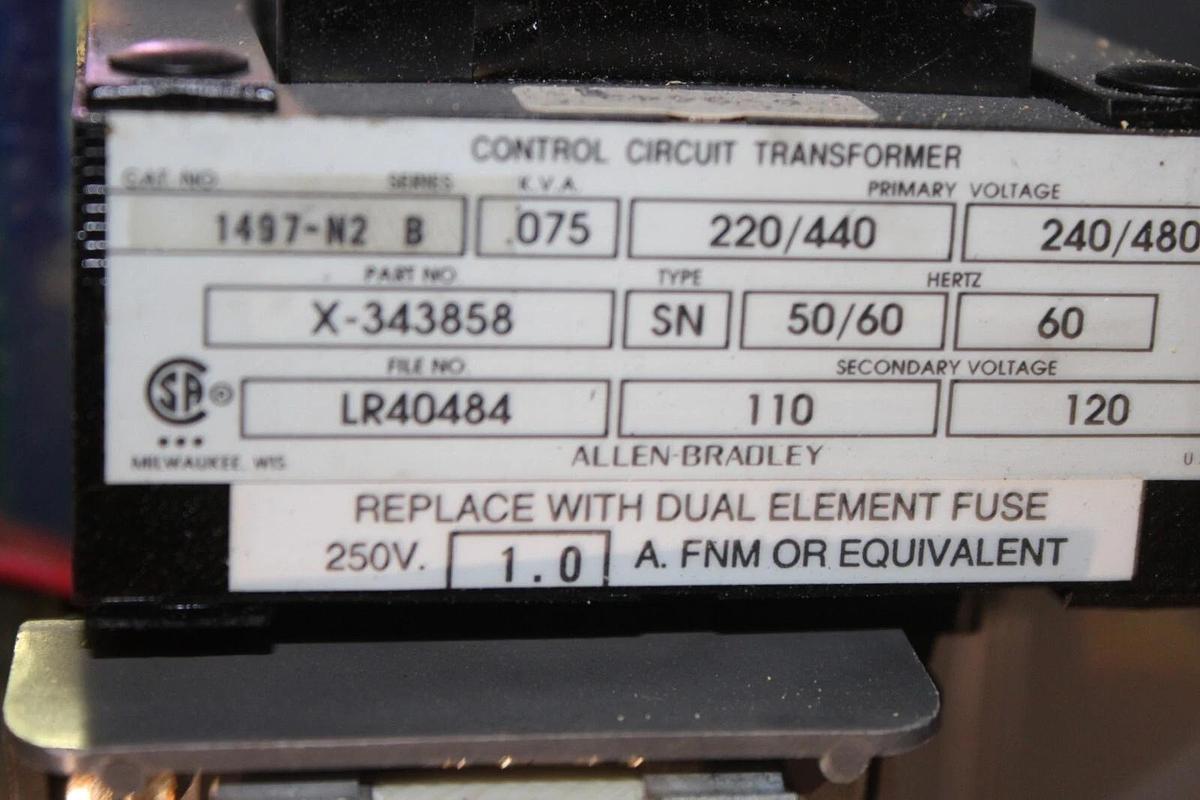 CONTROL CIRCUIT TRANSFORMER
CAT. NO. SERIES K.V.A. PRIMARY VOLTAGE
1497-N2 B .075 220/440 240/480
PART NO. TYPE HERTZ
X-343858 SN 50/60 60
FILE NO. SECONDARY VOLTAGE
SA LR40484 110 120
MILWAUKEE, WIS ALLEN-BRADLEY
REPLACE WITH DUAL ELEMENT FUSE
250V. 1.0 A. FNM OR EQUIVALENT